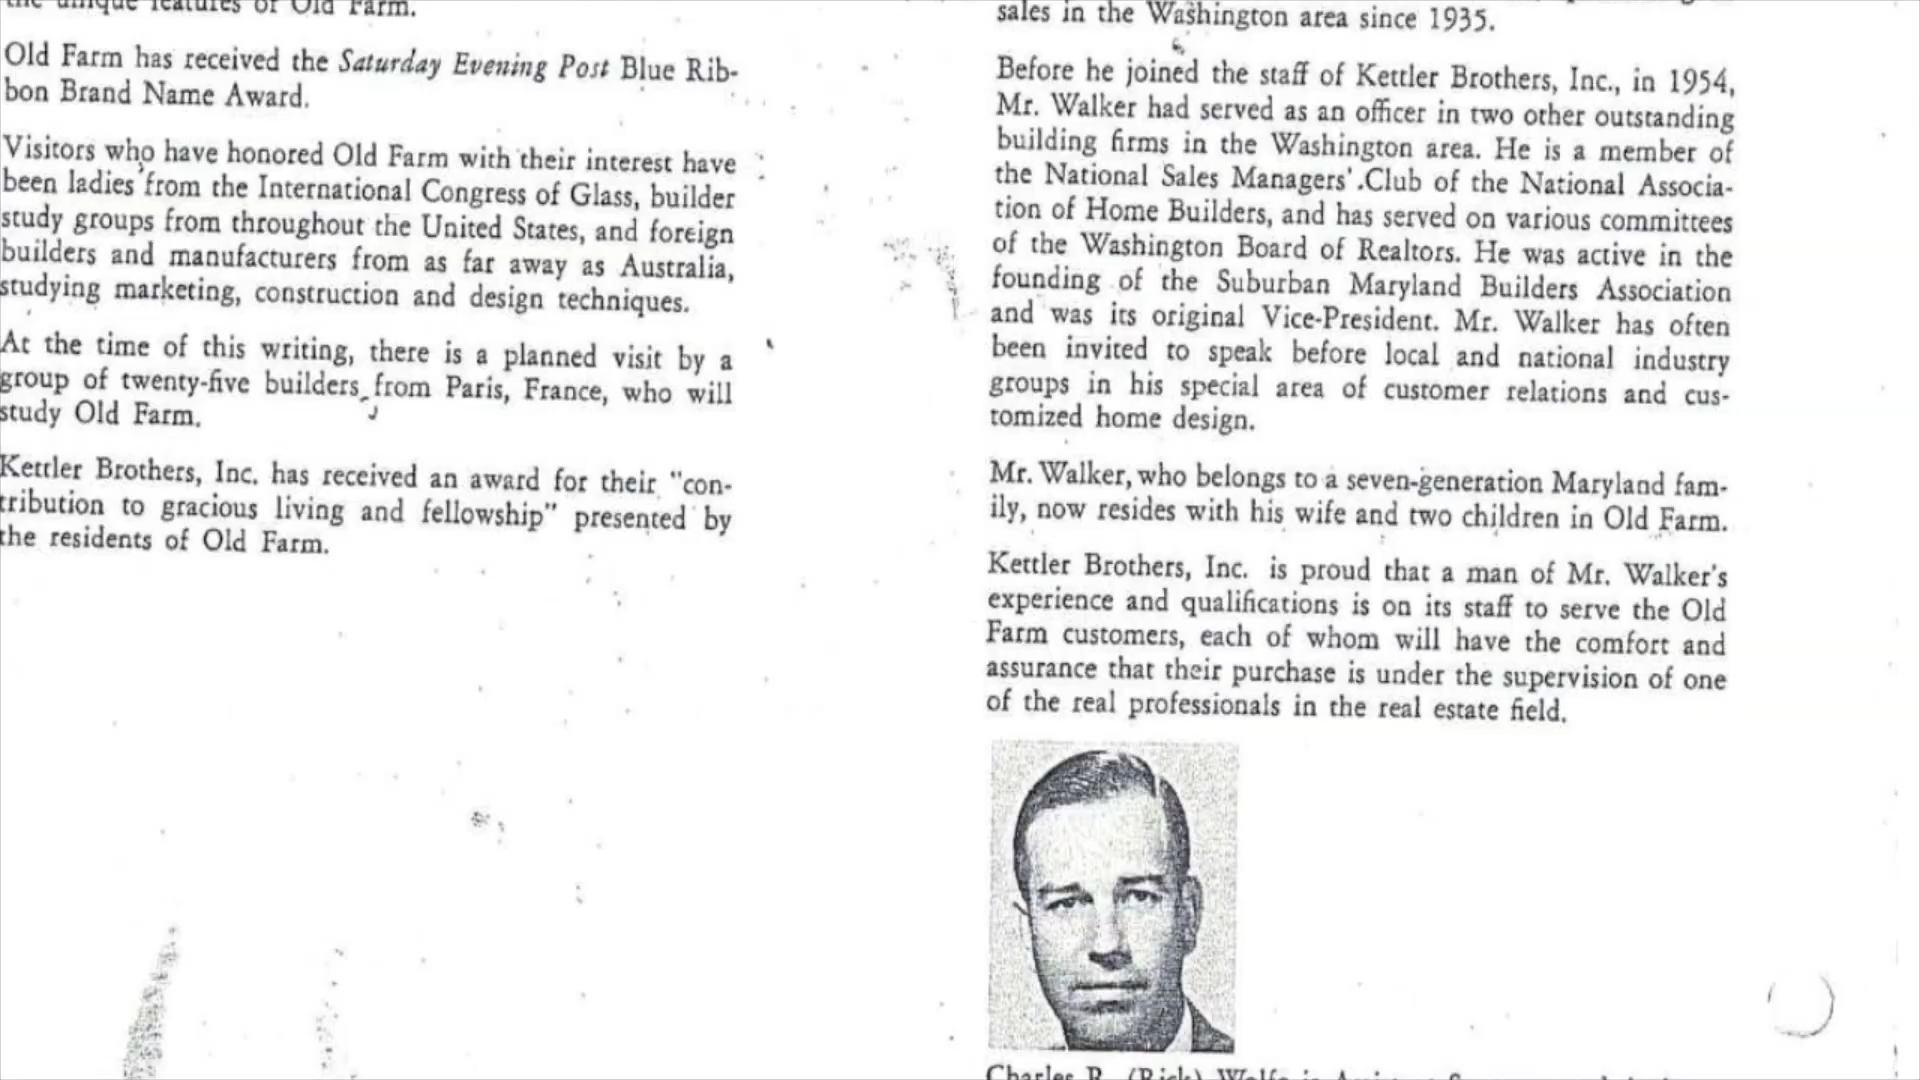 the unique features of Old Farm.
Old Farm has received the Saturday Evening Post Blue Rib-
bon Brand Name Award.
Visitors who have honored Old Farm with their interest have
been ladies from the International Congress of Glass, builder
study groups from throughout the United States, and foreign
builders and manufacturers from as far away as Australia,
studying marketing, construction and design techniques.
At the time of this writing, there is a planned visit by a
group of twenty-five builders from Paris, France, who will
study Old Farm.
Kettler Brothers, Inc. has received an award for their "con-
tribution to gracious living and fellowship" presented by
the residents of Old Farm.
sales in the Washington area since 1935.
Before he joined the staff of Kettler Brothers, Inc., in 1954,
Mr. Walker had served as an officer in two other outstanding
building firms in the Washington area. He is a member of
the National Sales Managers' Club of the National Associa-
tion of Home Builders, and has served on various committees
of the Washington Board of Realtors. He was active in the
founding of the Suburban Maryland Builders Association
and was its original Vice-President. Mr. Walker has often
been invited to speak before local and national industry
groups in his special area of customer relations and cus-
tomized home design.
Mr. Walker, who belongs to a seven-generation Maryland fam-
ily, now resides with his wife and two children in Old Farm.
Kettler Brothers, Inc. is proud that a man of Mr. Walker's
experience and qualifications is on its staff to serve the Old
Farm customers, each of whom will have the comfort and
assurance that their purchase is under the supervision of one
of the real professionals in the real estate field.
Charles R. (Rick) Wolfe is